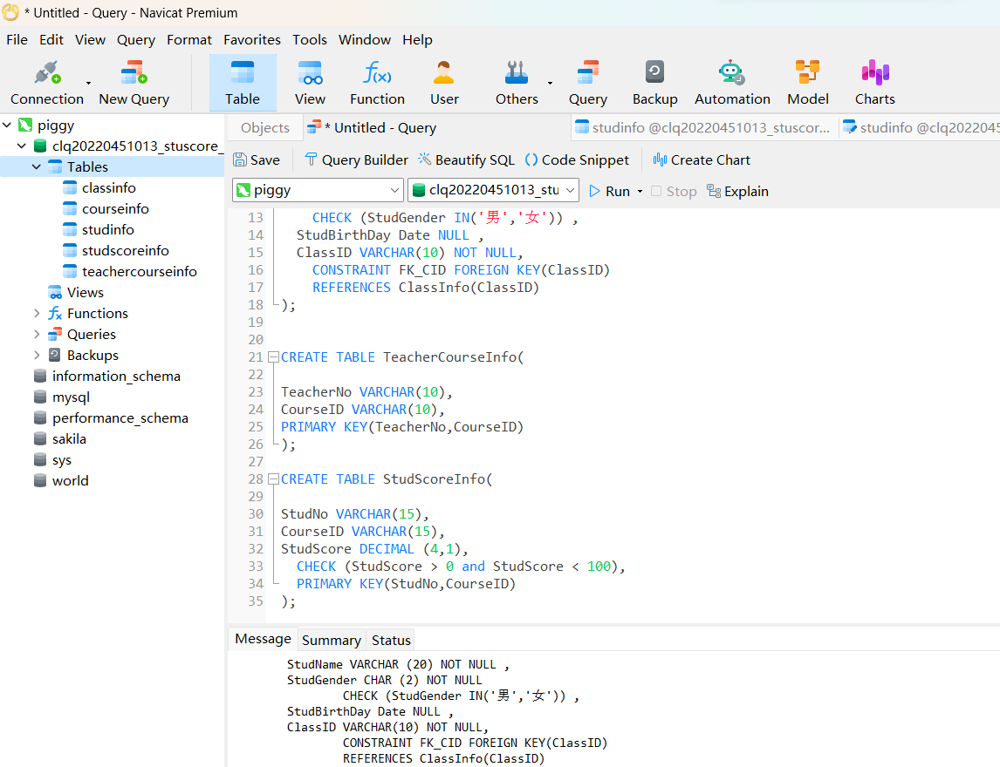 * Untitled - Query - Navicat Premium
File Edit View Query Format Favorites Tools Window Help
Connection New Query Table View Function User Others Query Backup Automation Model Charts
piggy
clq20220451013_stuscore_
Tables
classinfo
courseinfo
studinfo
studscoreinfo
teachercourseinfo
Views
Functions
Queries
Backups
information_schema
mysql
performance_schema
sakila
sys
world
Objects * Untitled - Query studinfo @clq20220451013_stuscor... studinfo @clq2022045
Save Query Builder Beautify SQL () Code Snippet Create Chart
piggy clq20220451013_stu Run Stop Explain
13 CHECK (StudGender IN('男','女')) ,
14 StudBirthDay Date NULL ,
15 ClassID VARCHAR(10) NOT NULL,
16 CONSTRAINT FK_CID FOREIGN KEY(ClassID)
17 REFERENCES ClassInfo(ClassID)
18 );
19
20
21 CREATE TABLE TeacherCourseInfo(
22
23 TeacherNo VARCHAR(10),
24 CourseID VARCHAR(10),
25 PRIMARY KEY(TeacherNo,CourseID)
26 );
27
28 CREATE TABLE StudScoreInfo(
29
30 StudNo VARCHAR(15),
31 CourseID VARCHAR(15),
32 StudScore DECIMAL (4,1),
33 CHECK (StudScore > 0 and StudScore < 100),
34 PRIMARY KEY(StudNo,CourseID)
35 );
Message Summary Status
StudName VARCHAR (20) NOT NULL ,
StudGender CHAR (2) NOT NULL
CHECK (StudGender IN('男','女')) ,
StudBirthDay Date NULL ,
ClassID VARCHAR(10) NOT NULL,
CONSTRAINT FK_CID FOREIGN KEY(ClassID)
REFERENCES ClassInfo(ClassID)